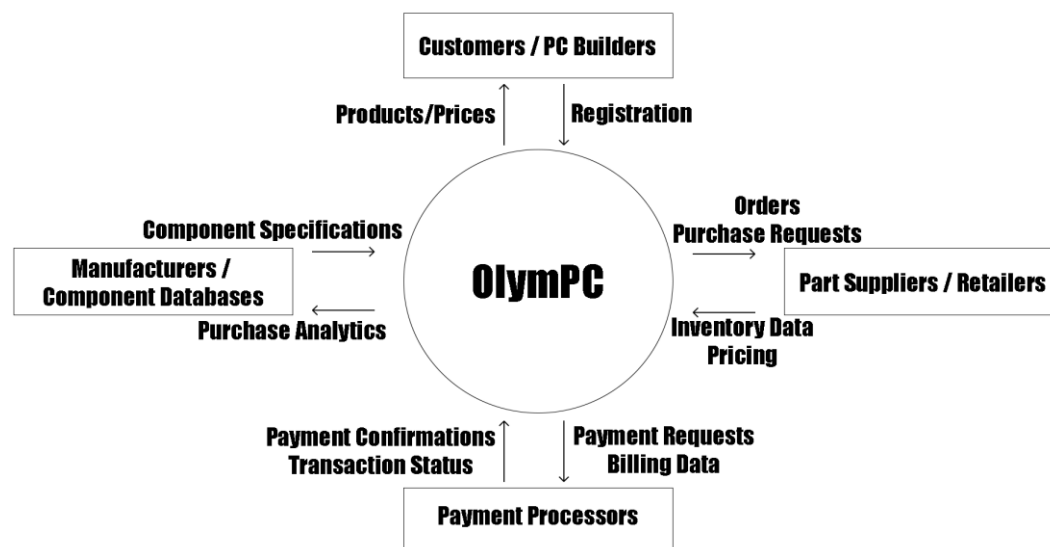 Customers / PC Builders
Products/Prices
Registration
Component Specifications
Orders
Purchase Requests
Manufacturers /
Component Databases
OlymPC
Part Suppliers / Retailers
Purchase Analytics
Inventory Data
Pricing
Payment Confirmations
Transaction Status
Payment Requests
Billing Data
Payment Processors